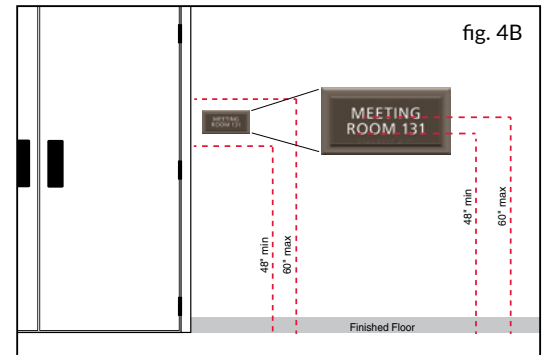 fig. 4B
MEETING
ROOM 131
MEETING
ROOM 131
48" min
60" max
48" min
60" max
Finished Floor